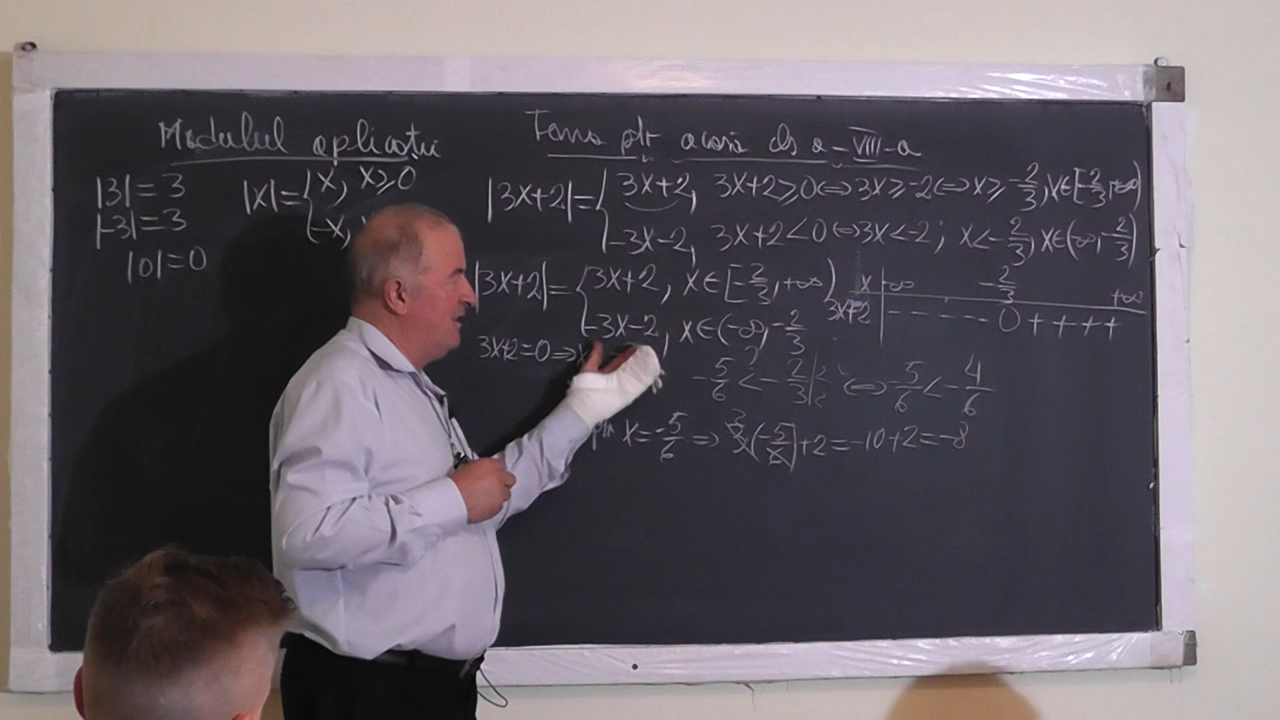 Modulul aplicații
|3|=3
|-3|=3
|0|=0
|x|={x, x≥0
{-x,
Tema ptr acasă cls a-VIII-a
|3x+2|={3x+2, 3x+2≥0⇔3x≥-2⇔x≥-2/3, x∈[-2/3,+∞)
{-3x-2, 3x+2<0⇔3x<-2; x<-2/3, x∈(-∞,-2/3)
|3x+2|={3x+2, x∈[-2/3,+∞)
{-3x-2, x∈(-∞,-2/3
3x+2=0⇒x
x | -∞ -2/3 +∞
3x+2 | - - - - - - 0 + + + +
-5/6<-2/3 ⇔ -5/6<-4/6
ptr x=-5/6 ⇒ 3(-5/6)+2=-10+2=-8